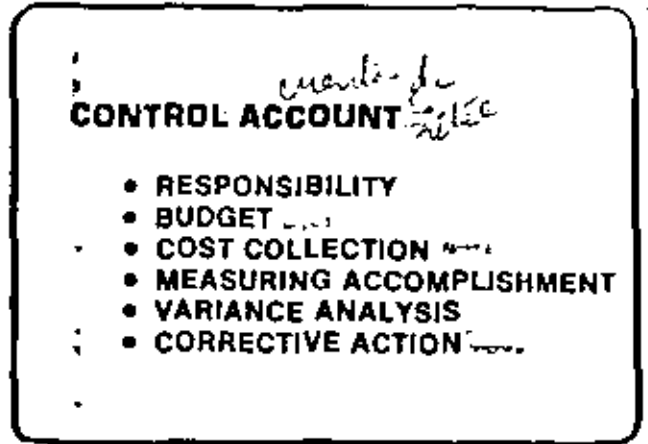 CONTROL ACCOUNT
• RESPONSIBILITY
• BUDGET
• COST COLLECTION
• MEASURING ACCOMPLISHMENT
• VARIANCE ANALYSIS
• CORRECTIVE ACTION